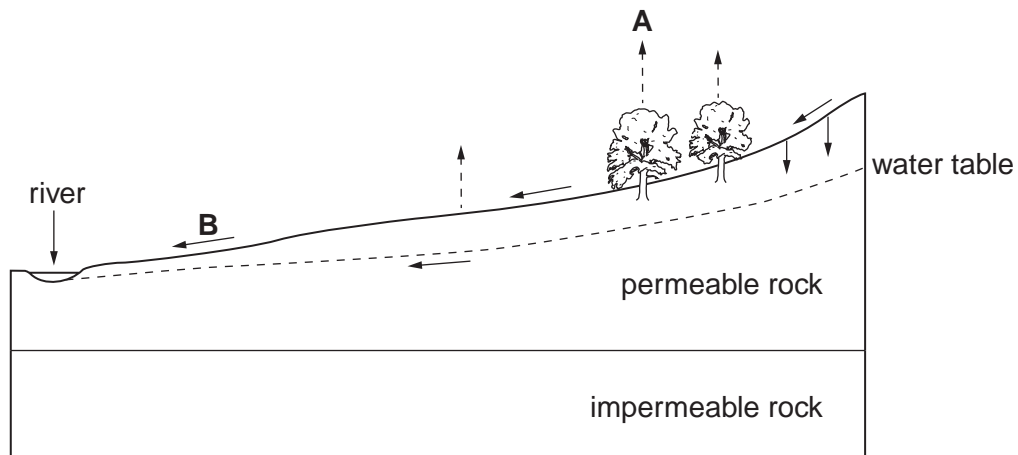 A
water table
river
B
permeable rock
impermeable rock